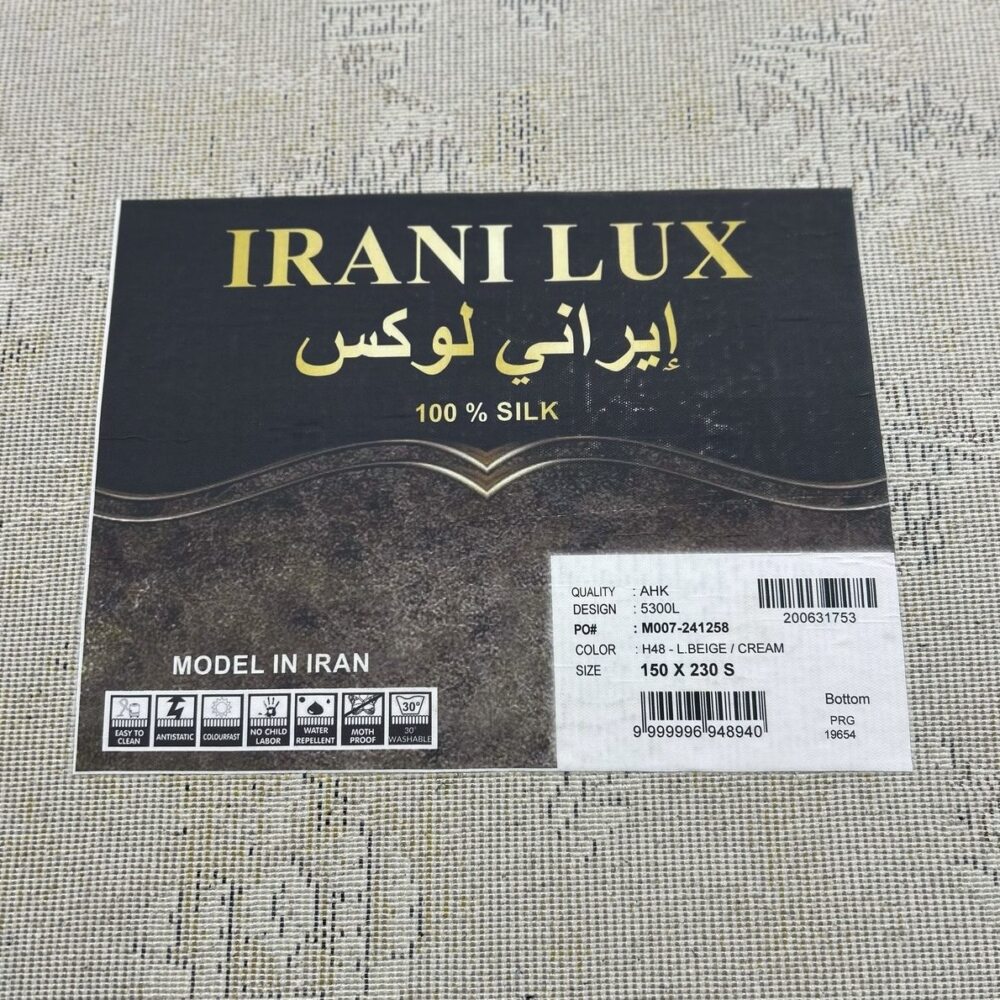 IRANI LUX
إيراني لوكس
100 % SILK
MODEL IN IRAN
EASY TO CLEAN
ANTISTATIC
COLOURFAST
NO CHILD LABOR
WATER REPELLENT
MOTH PROOF
30°
30° WASHABLE
QUALITY : AHK
DESIGN : 5300L
PO# : M007-241258
COLOR : H48 - L.BEIGE / CREAM
SIZE 150 X 230 S
200631753
9 999996 948940
Bottom
PRG
19654